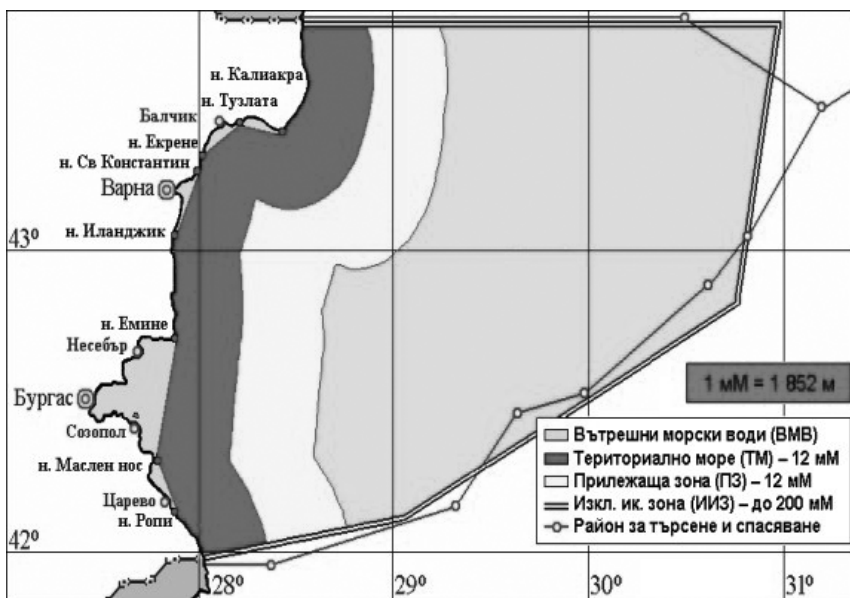 н. Калиакра
н. Тузлата
Балчик
н. Екрене
н. Св Константин
Варна
43⁰
н. Иланджик
н. Емине
Несебър
Бургас
1 мМ = 1 852 м
Созопол
н. Маслен нос
Царево
н. Ропи
42⁰
28⁰ 29⁰ 30⁰ 31⁰
Вътрешни морски води (ВМВ)
Териториално море (ТМ) – 12 мМ
Прилежаща зона (ПЗ) – 12 мМ
Изкл. ик. зона (ИИЗ) – до 200 мМ
Район за търсене и спасяване